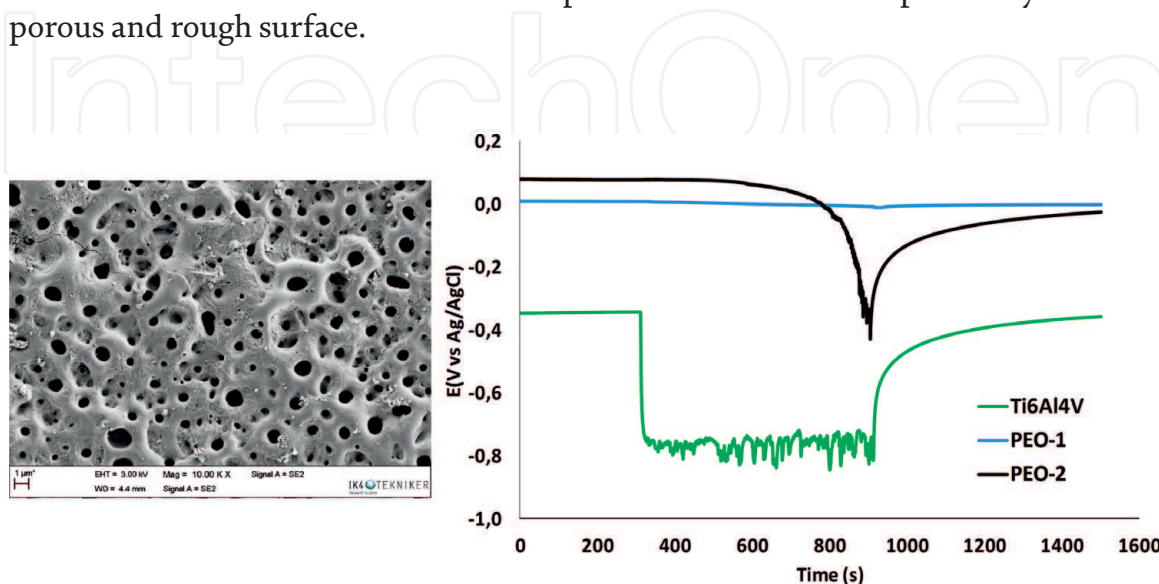 porous and rough surface.
IntechOpen
1 µm*
EHT = 3.00 kV Mag = 10.00 K X Signal A = SE2
WD = 4.4 mm Signal A = SE2
IK4 TEKNIKER
0,2
0,0
-0,2
-0,4
-0,6
-0,8
-1,0
E(V vs Ag/AgCl)
Ti6Al4V
PEO-1
PEO-2
0 200 400 600 800 1000 1200 1400 1600
Time (s)